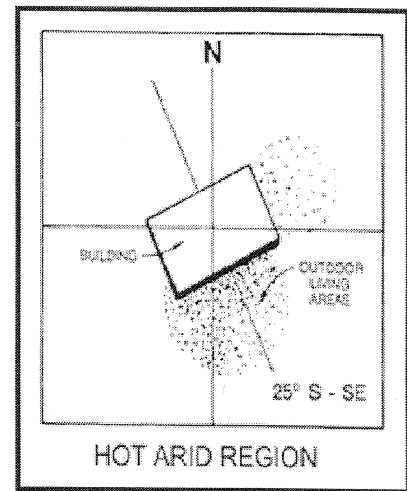 N
BUILDING
OUTDOOR
LIVING
AREAS
25° S - SE
HOT ARID REGION